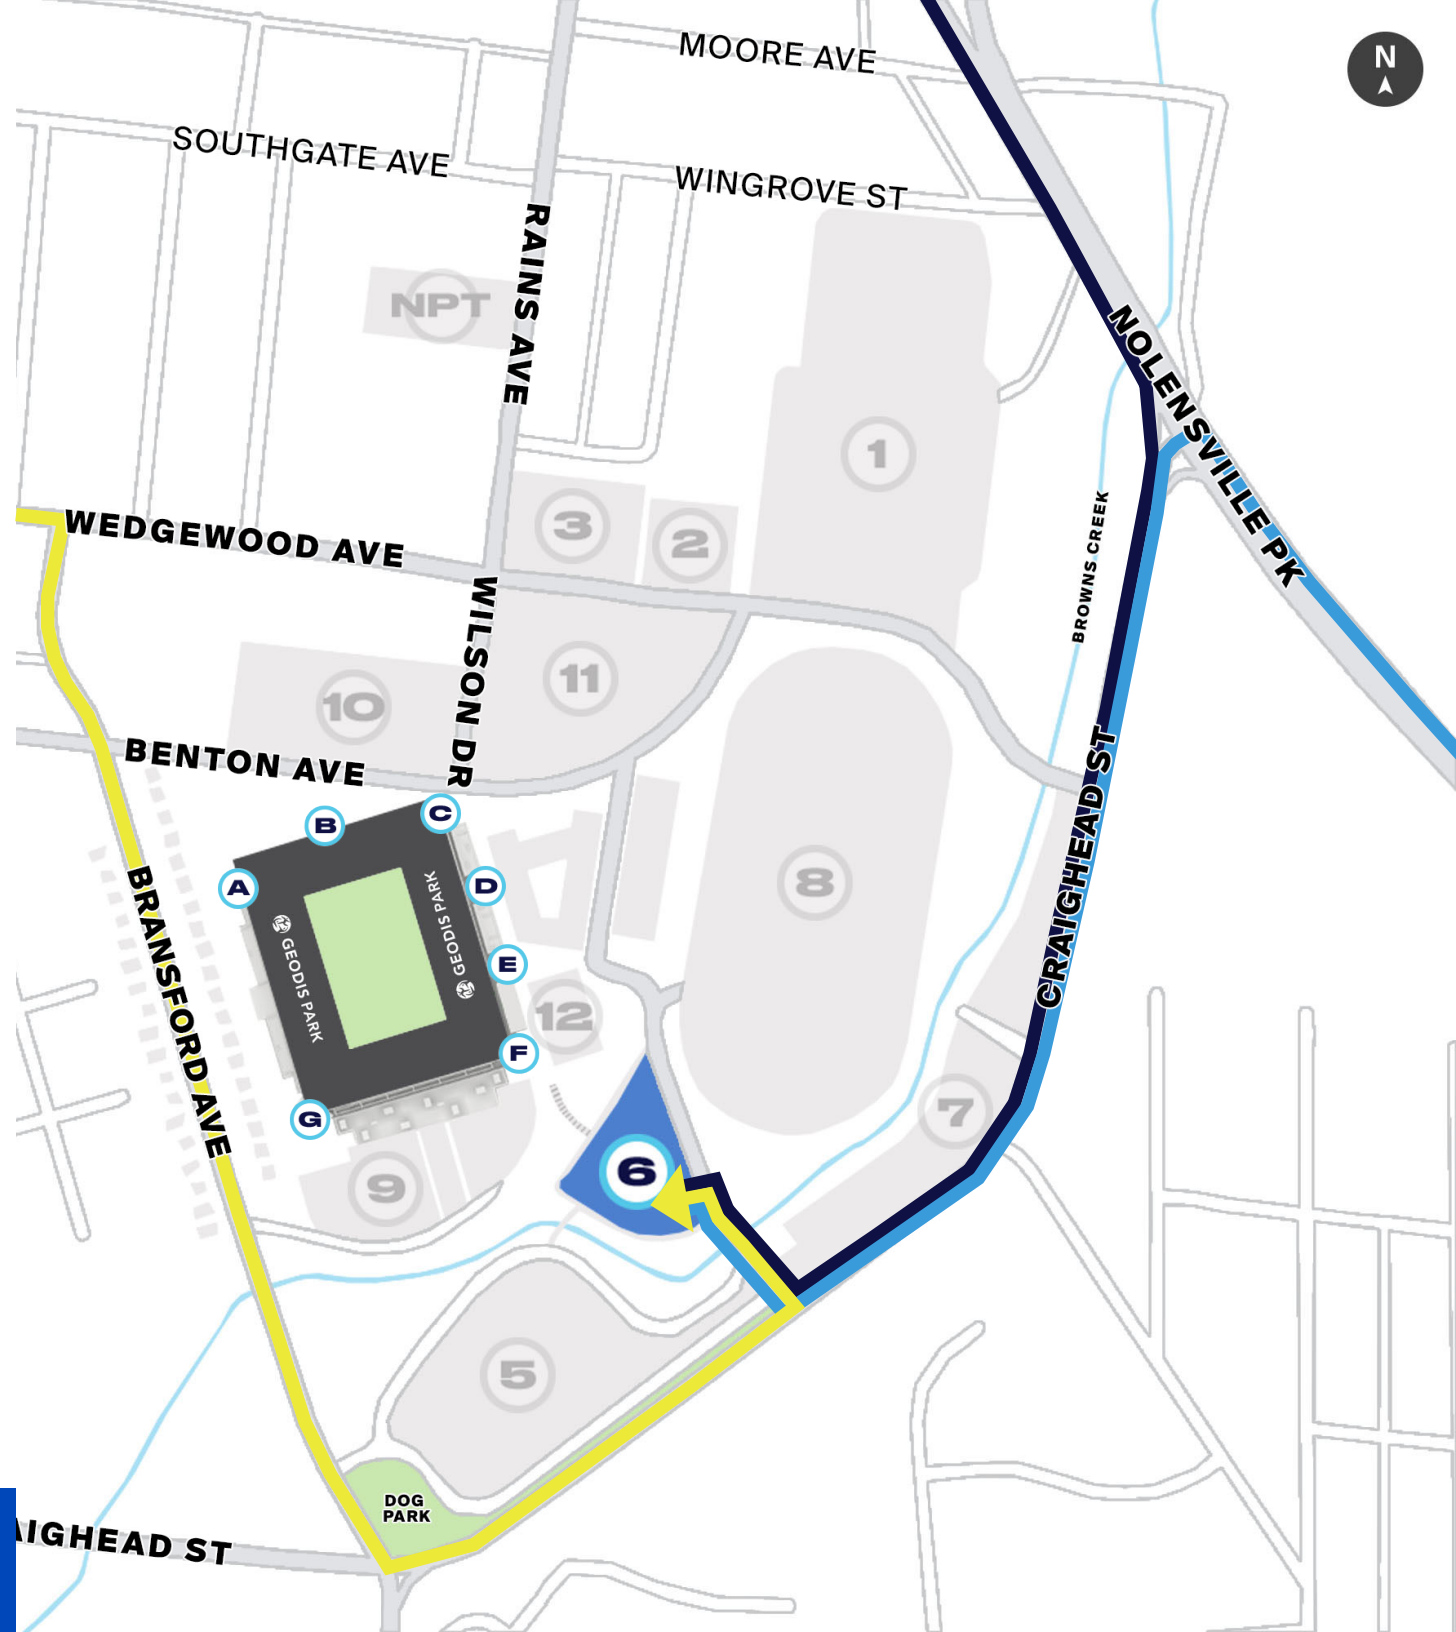 MOORE AVE
N
SOUTHGATE AVE
WINGROVE ST
RAINS AVE
NPT
NOLENSVILLE PK
1
3
2
WEDGEWOOD AVE
BROWNS CREEK
WILSON DR
11
10
BENTON AVE
CRAIGHEAD ST
B
C
A
D
8
GEODIS PARK
GEODIS PARK
BRANSFORD AVE
E
12
F
G
7
6
9
5
DOG
PARK
AIGHEAD ST